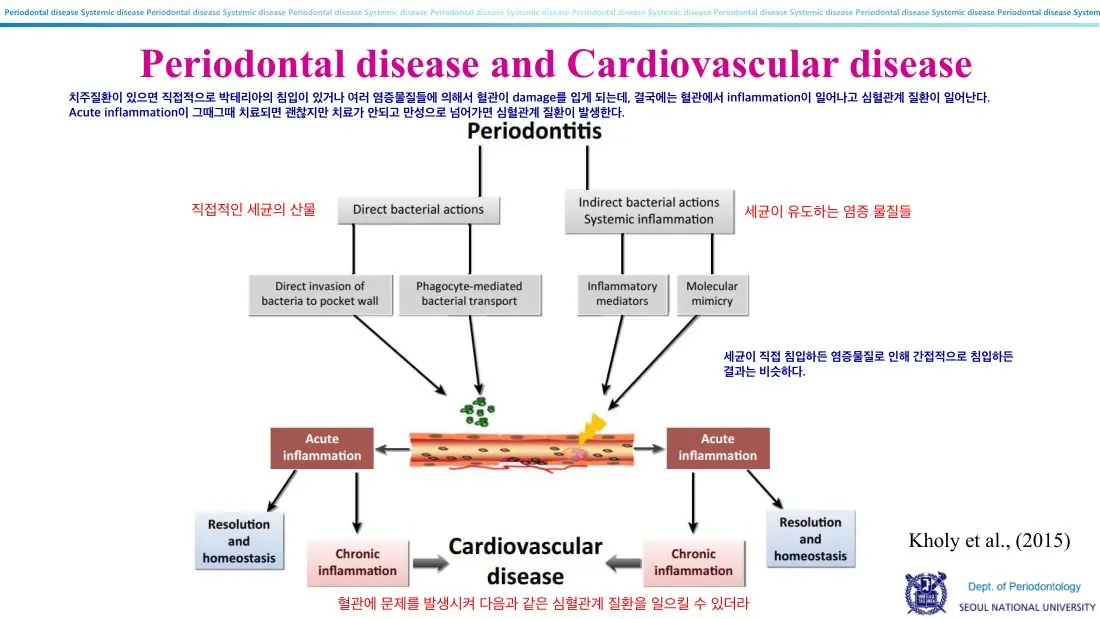 Periodontal disease Systemic disease Periodontal disease Systemic disease Periodontal disease Systemic disease Periodontal disease Systemic disease Periodontal disease Systemic disease Periodontal disease Systemic disease Periodontal disease Systemic disease Periodontal disease System
Periodontal disease and Cardiovascular disease
치주질환이 있으면 직접적으로 박테리아의 침입이 있거나 여러 염증물질들에 의해서 혈관이 damage를 입게 되는데, 결국에는 혈관에서 inflammation이 일어나고 심혈관계 질환이 일어난다.
Acute inflammation이 그때그때 치료되면 괜찮지만 치료가 안되고 만성으로 넘어가면 심혈관계 질환이 발생한다.
Periodontitis
직접적인 세균의 산물
Direct bacterial actions
Indirect bacterial actions
Systemic inflammation
세균이 유도하는 염증 물질들
Direct invasion of
bacteria to pocket wall
Phagocyte-mediated
bacterial transport
Inflammatory
mediators
Molecular
mimicry
세균이 직접 침입하든 염증물질로 인해 간접적으로 침입하든
결과는 비슷하다.
Acute
inflammation
Acute
inflammation
Resolution
and
homeostasis
Chronic
inflammation
Cardiovascular
disease
Chronic
inflammation
Resolution
and
homeostasis
Kholy et al., (2015)
혈관에 문제를 발생시켜 다음과 같은 심혈관계 질환을 일으킬 수 있더라
Dept. of Periodontology
SEOUL NATIONAL UNIVERSITY